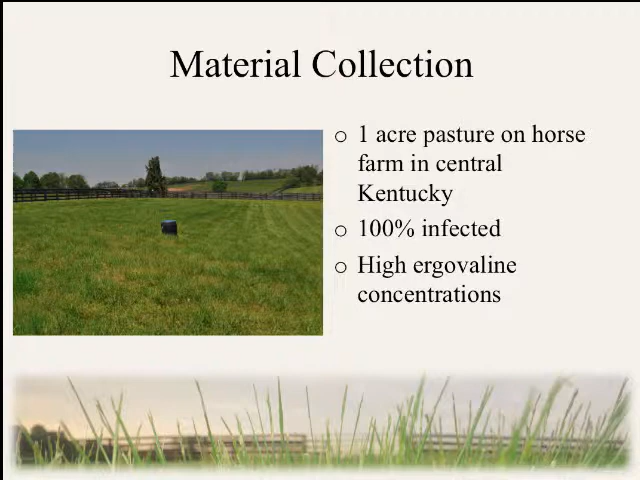 Material Collection
o 1 acre pasture on horse
farm in central
Kentucky
o 100% infected
o High ergovaline
concentrations